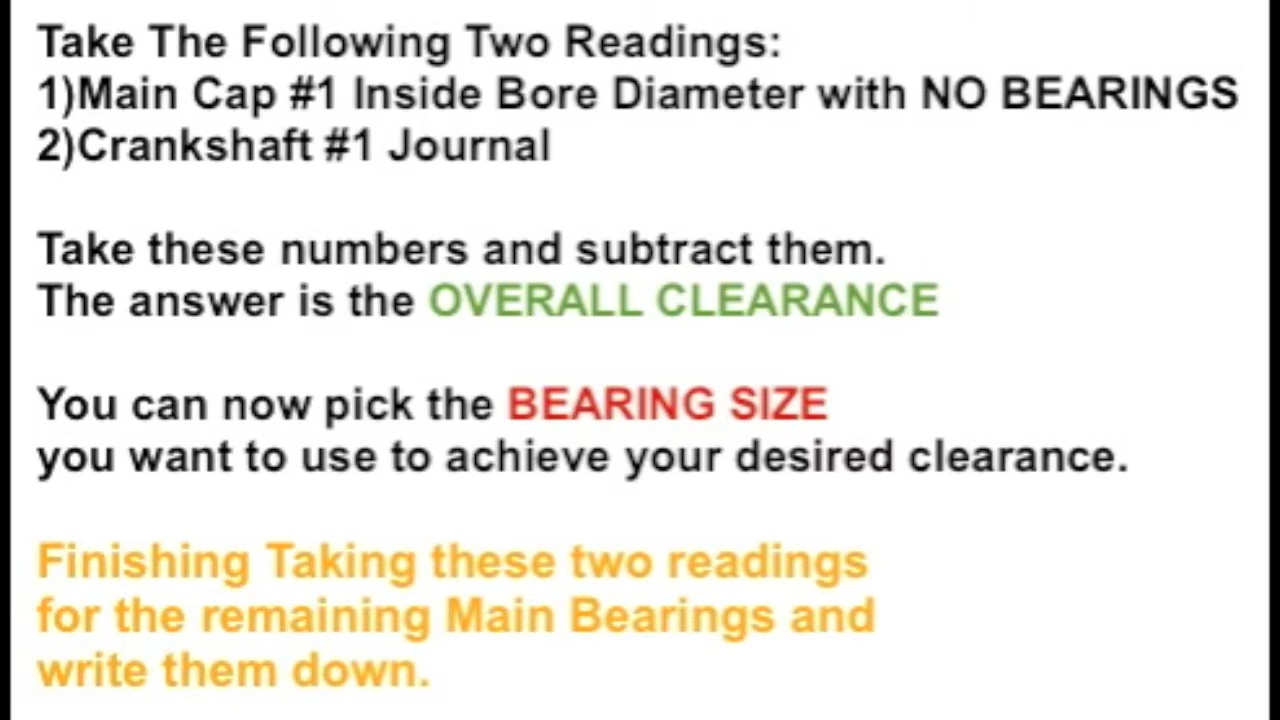 Take The Following Two Readings:
1)Main Cap #1 Inside Bore Diameter with NO BEARINGS
2)Crankshaft #1 Journal
Take these numbers and subtract them.
The answer is the OVERALL CLEARANCE
You can now pick the BEARING SIZE
you want to use to achieve your desired clearance.
Finishing Taking these two readings
for the remaining Main Bearings and
write them down.